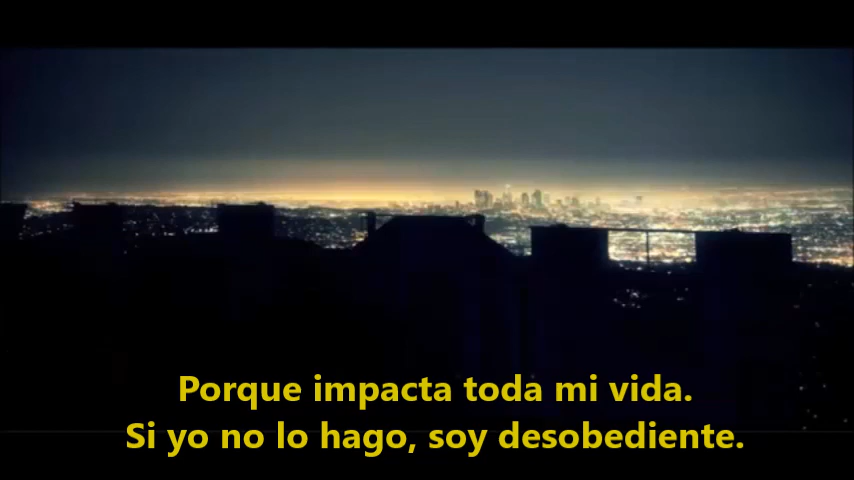 Porque impacta toda mi vida.
Si yo no lo hago, soy desobediente.